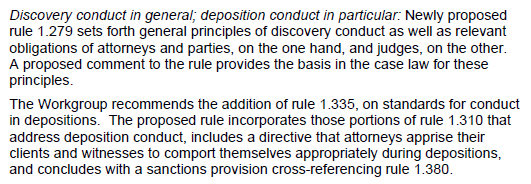 Discovery conduct in general; deposition conduct in particular: Newly proposed
rule 1.279 sets forth general principles of discovery conduct as well as relevant
obligations of attorneys and parties, on the one hand, and judges, on the other.
A proposed comment to the rule provides the basis in the case law for these
principles.
The Workgroup recommends the addition of rule 1.335, on standards for conduct
in depositions.  The proposed rule incorporates those portions of rule 1.310 that
address deposition conduct, includes a directive that attorneys apprise their
clients and witnesses to comport themselves appropriately during depositions,
and concludes with a sanctions provision cross-referencing rule 1.380.